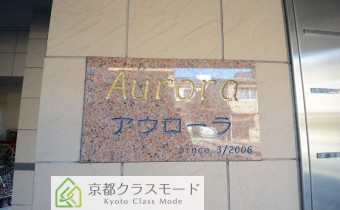 Aurora
アウローラ
Since, 3/2006
京都クラスモード
Kyoto Class Mode